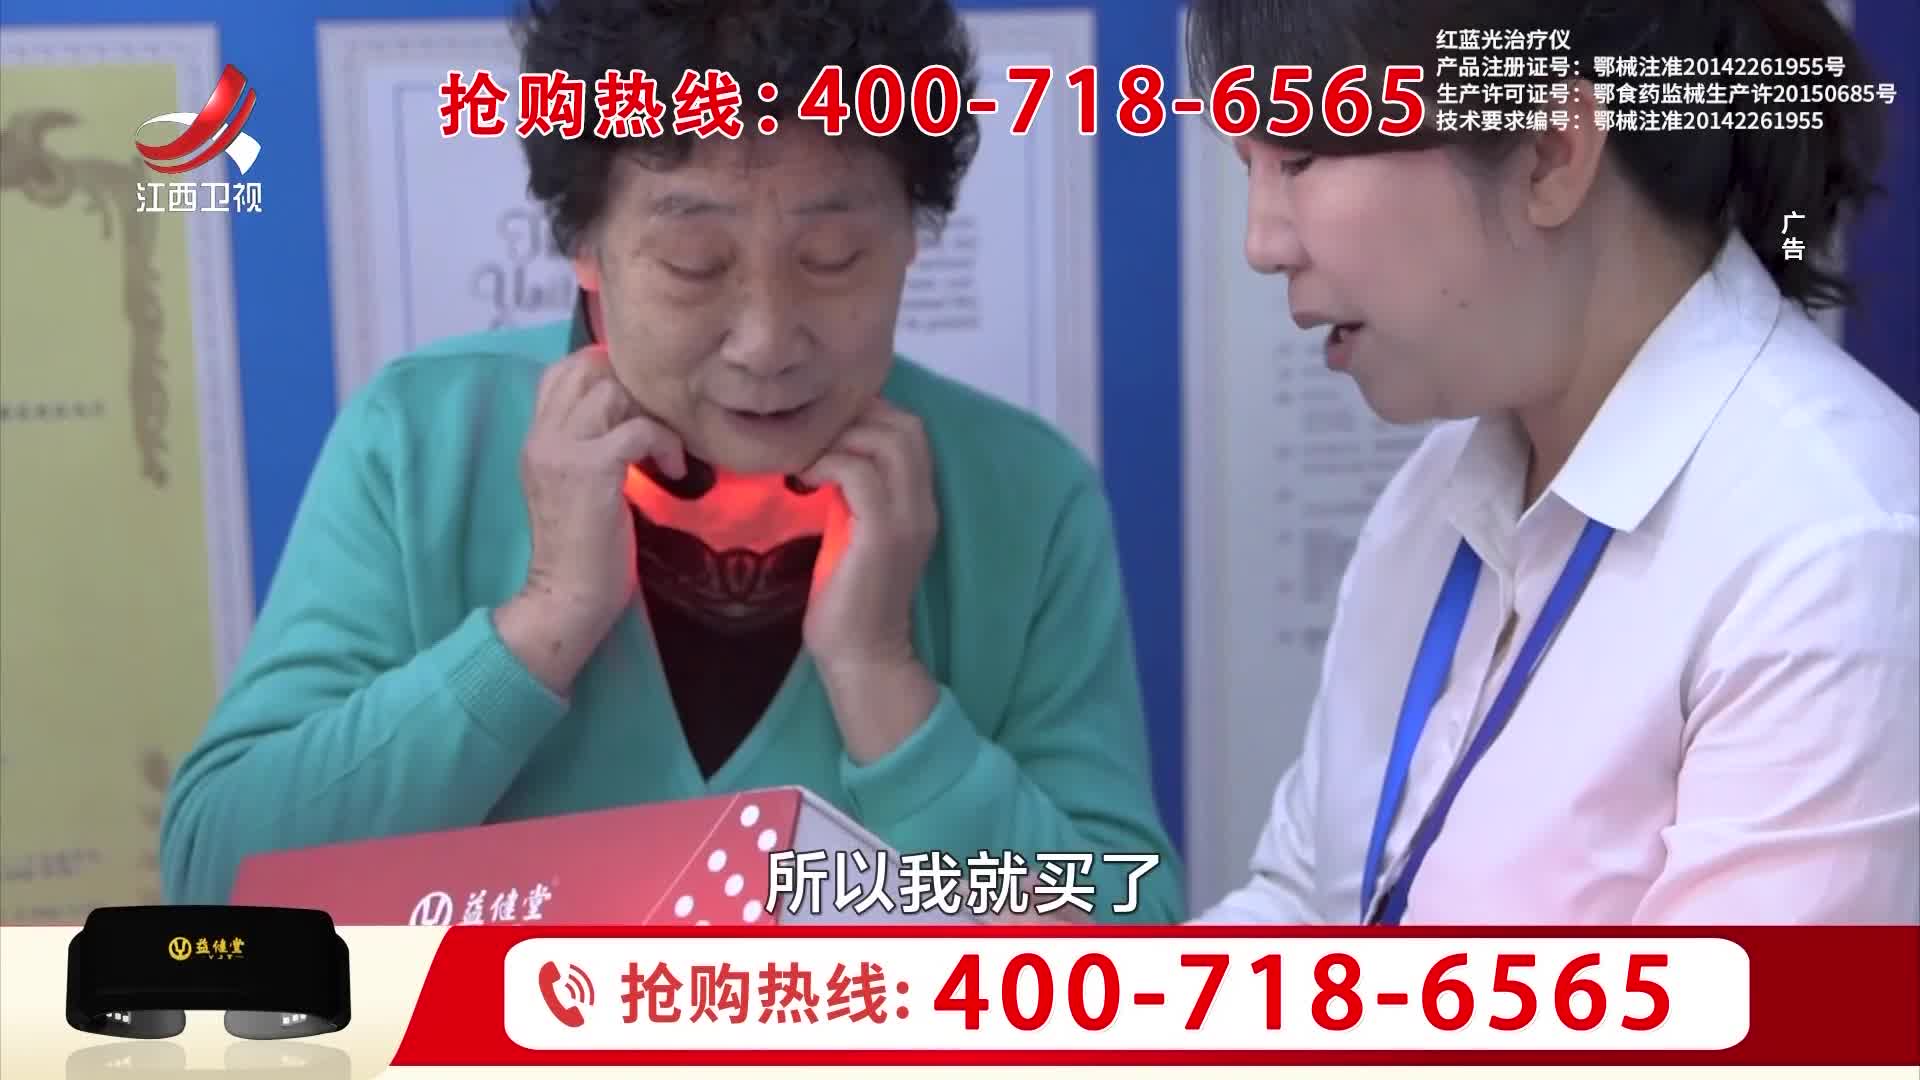 江西卫视
抢购热线：400-718-6565
红蓝光治疗仪
产品注册证号：鄂械注准20142261955号
生产许可证号：鄂食药监械生产许20150685号
技术要求编号：鄂械注准20142261955
广告
益健堂
所以我就买了
益健堂
YJT
抢购热线：400-718-6565